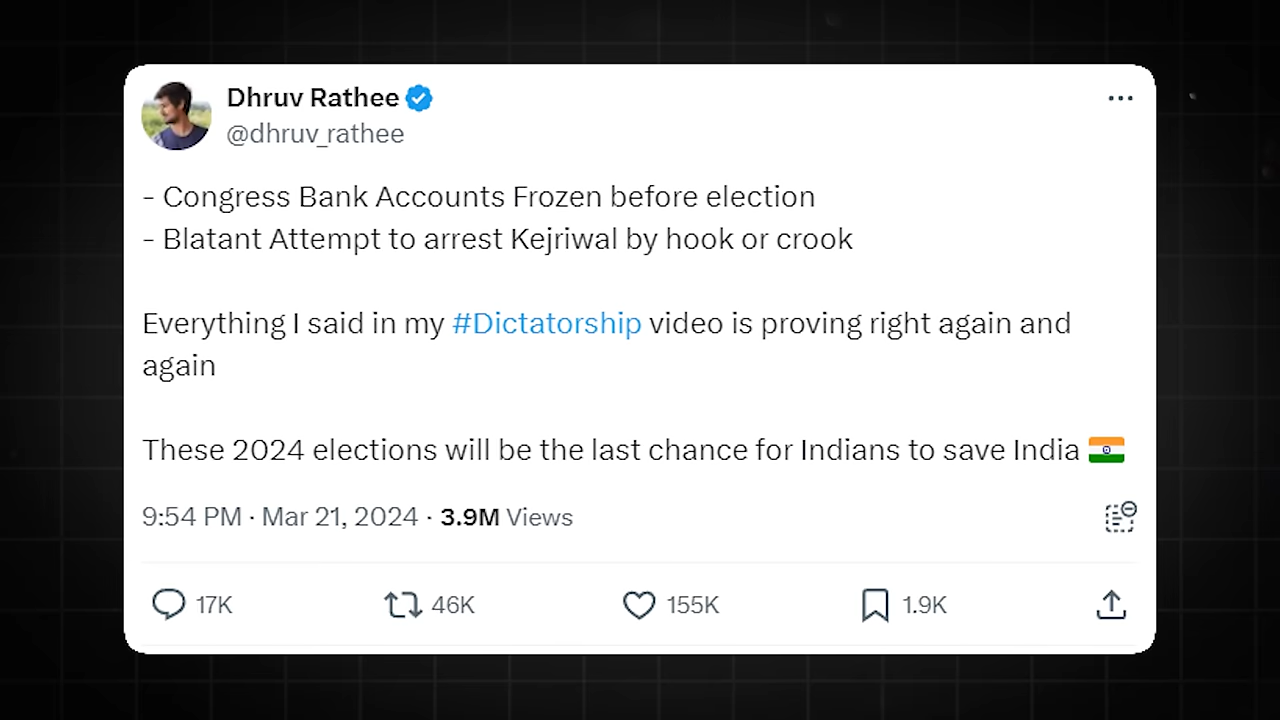 Dhruv Rathee
@dhruv_rathee
- Congress Bank Accounts Frozen before election
- Blatant Attempt to arrest Kejriwal by hook or crook
Everything I said in my #Dictatorship video is proving right again and
again
These 2024 elections will be the last chance for Indians to save India 🇮🇳
9:54 PM · Mar 21, 2024 · 3.9M Views
17K 46K 155K 1.9K